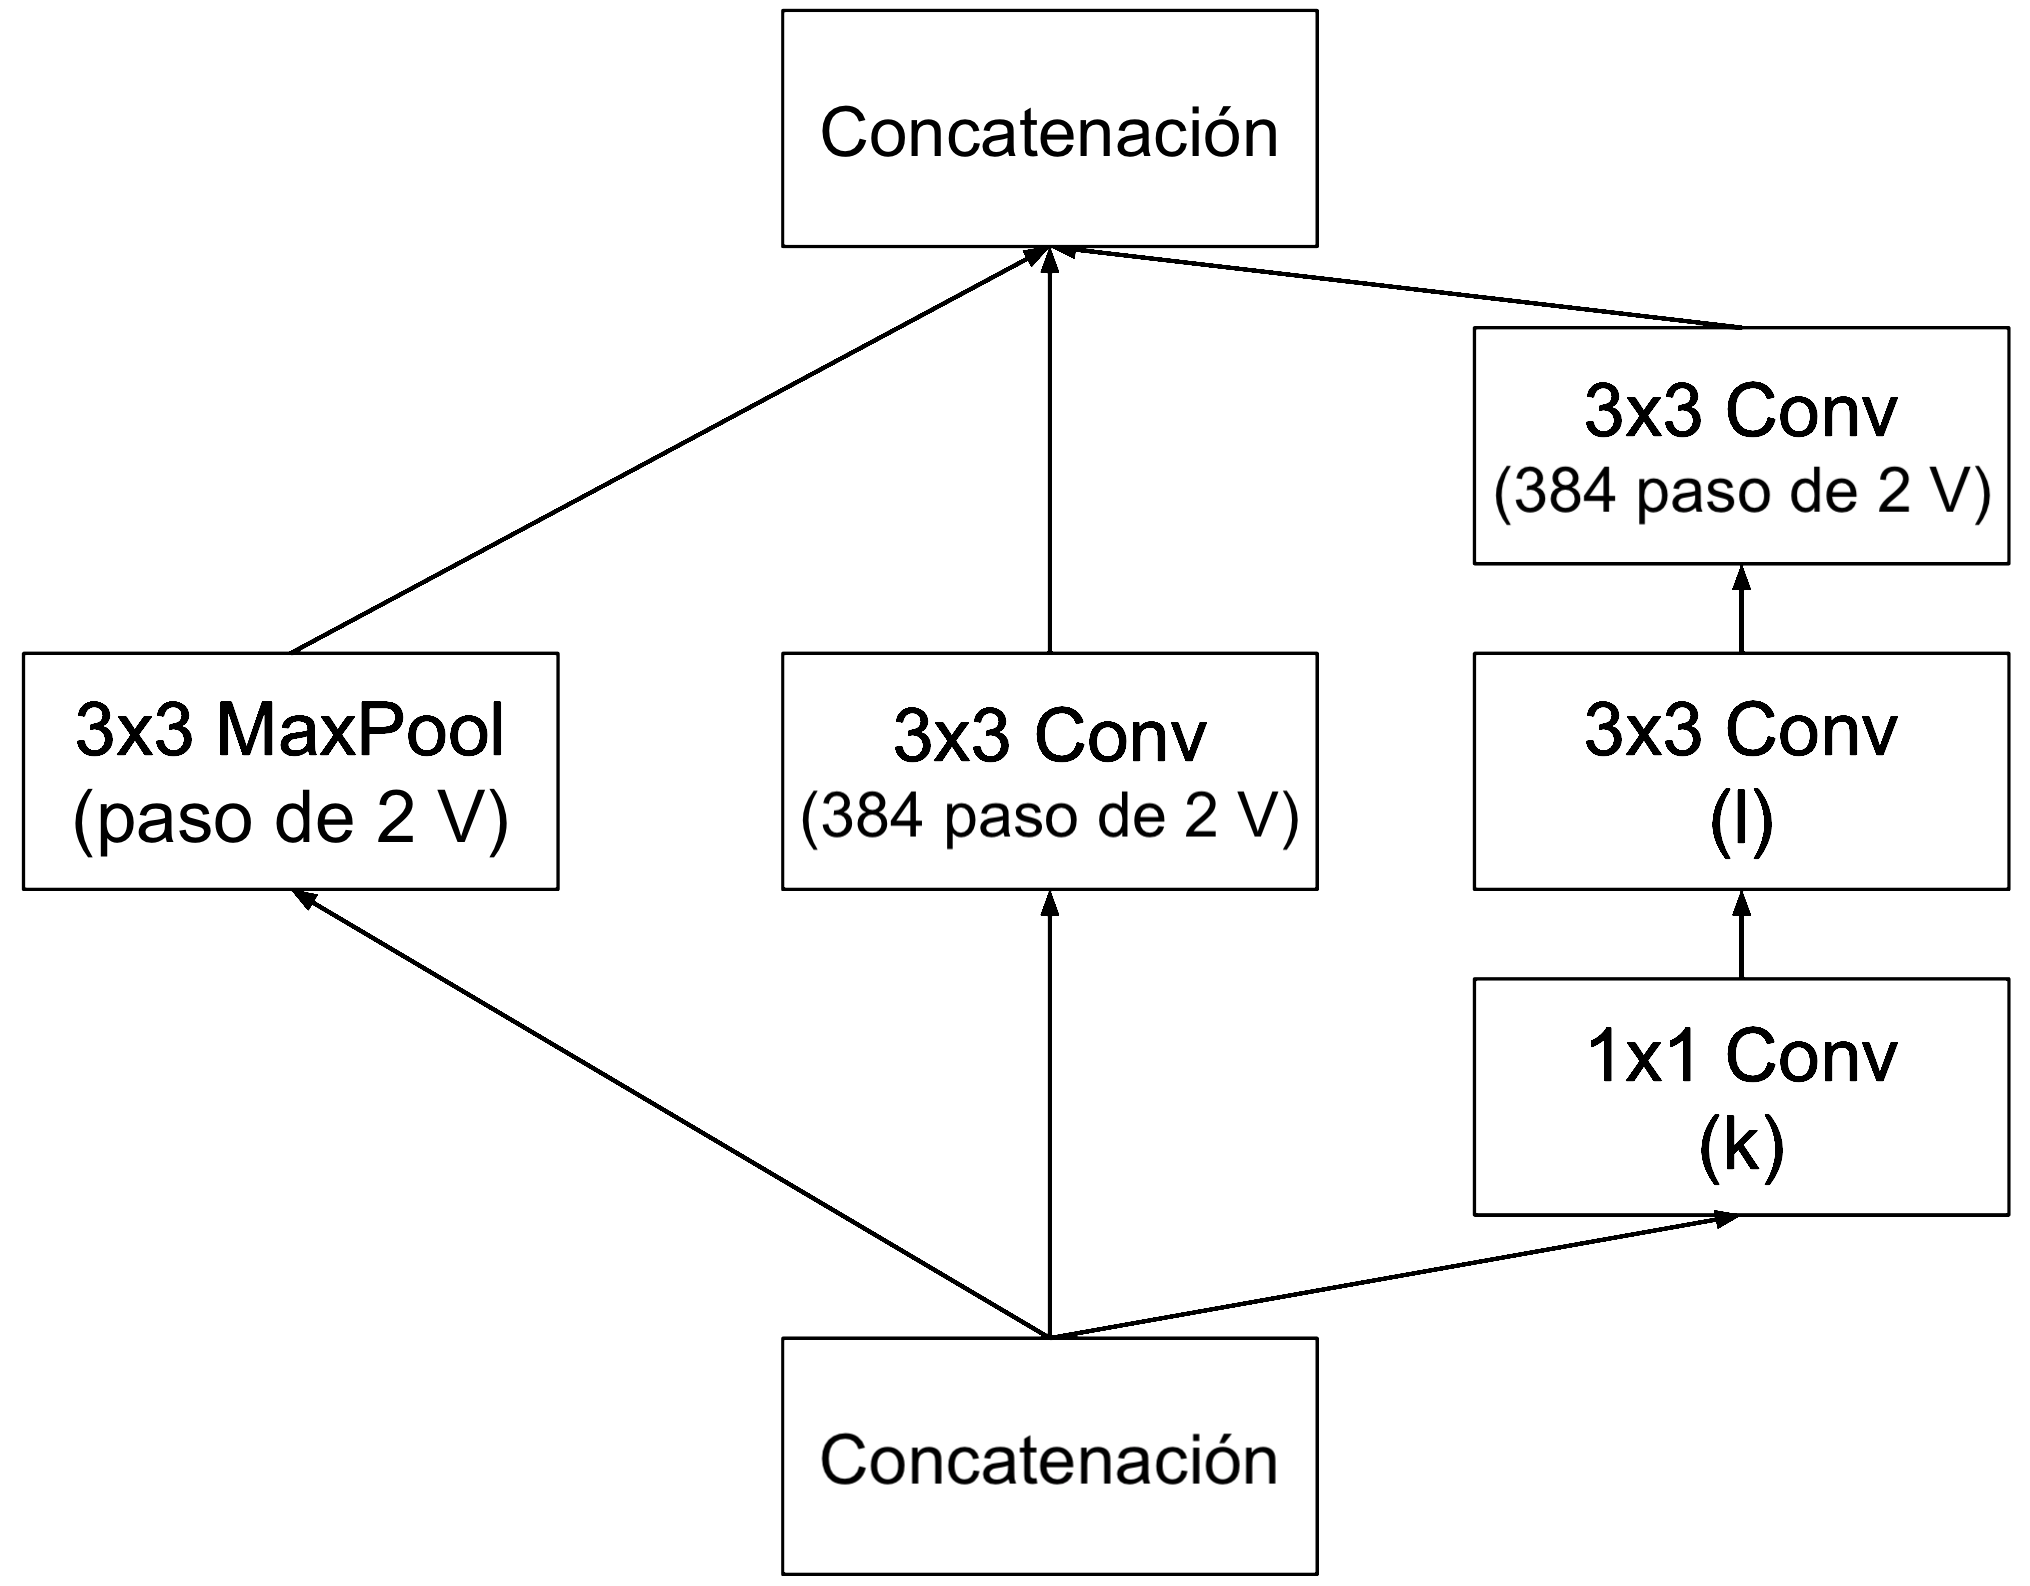 Concatenación
3x3 Conv
(384 paso de 2 V)
3x3 MaxPool
(paso de 2 V)
3x3 Conv
(384 paso de 2 V)
3x3 Conv
(l)
1x1 Conv
(k)
Concatenación